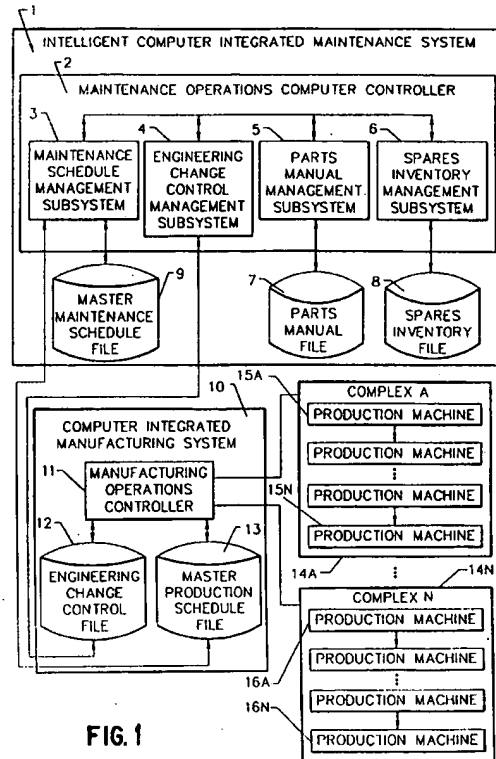 1
INTELLIGENT COMPUTER INTEGRATED MAINTENANCE SYSTEM
2
MAINTENANCE OPERATIONS COMPUTER CONTROLLER
3
4
5
6
MAINTENANCE
SCHEDULE
MANAGEMENT
SUBSYSTEM
ENGINEERING
CHANGE
CONTROL
MANAGEMENT
SUBSYSTEM
PARTS
MANUAL
MANAGEMENT
SUBSYSTEM
SPARES
INVENTORY
MANAGEMENT
SUBSYSTEM
9
7
8
MASTER
MAINTENANCE
SCHEDULE
FILE
PARTS
MANUAL
FILE
SPARES
INVENTORY
FILE
10
COMPUTER INTEGRATED
MANUFACTURING SYSTEM
11
MANUFACTURING
OPERATIONS
CONTROLLER
12
13
ENGINEERING
CHANGE
CONTROL
FILE
MASTER
PRODUCTION
SCHEDULE
FILE
15A
COMPLEX A
PRODUCTION MACHINE
PRODUCTION MACHINE
15N
PRODUCTION MACHINE
PRODUCTION MACHINE
14A
14N
COMPLEX N
PRODUCTION MACHINE
16A
PRODUCTION MACHINE
PRODUCTION MACHINE
16N
PRODUCTION MACHINE
FIG. 1